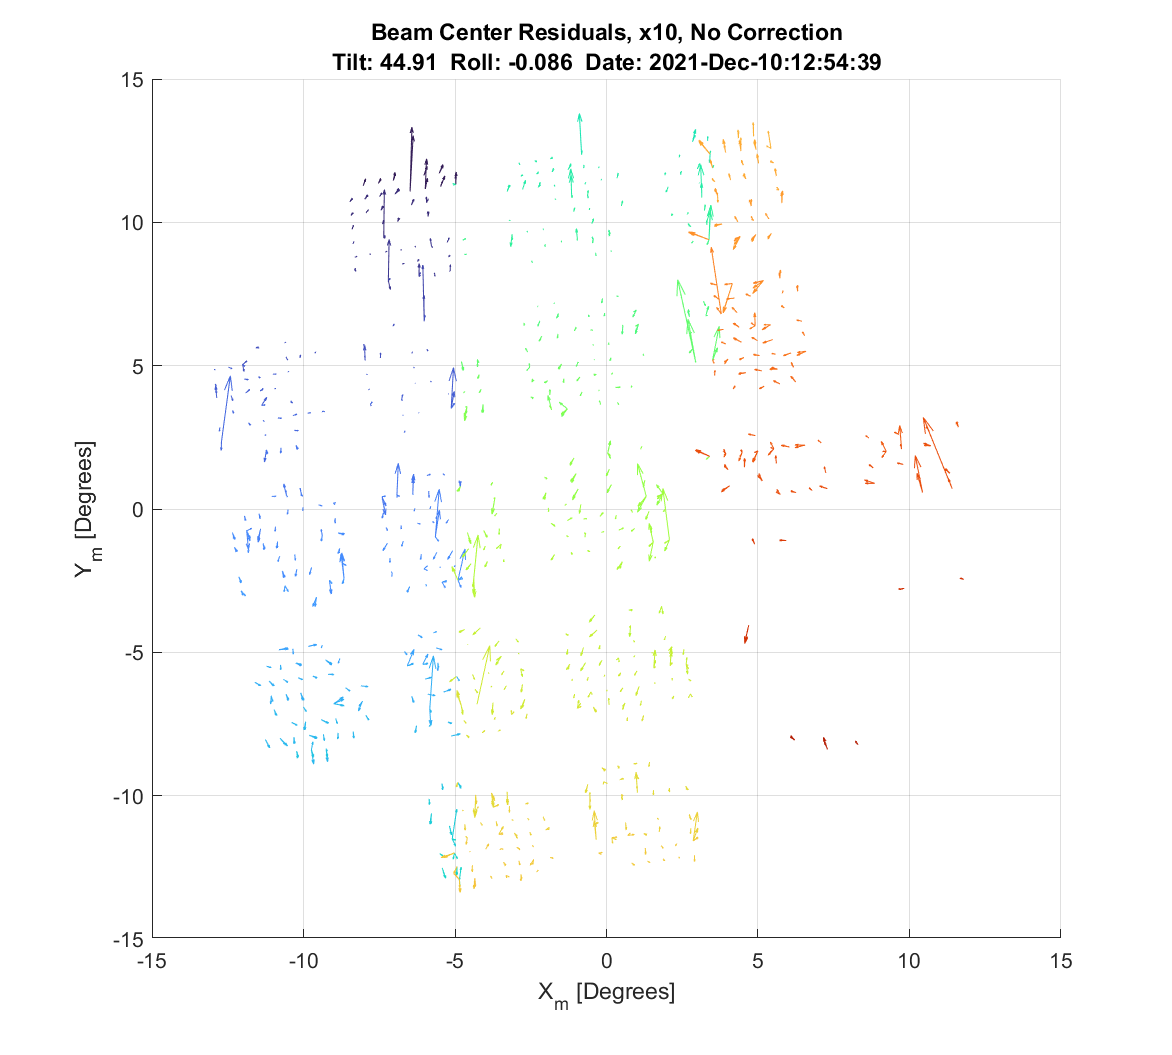 Beam Center Residuals, x10, No Correction
Tilt: 44.91  Roll: -0.086  Date: 2021-Dec-10:12:54:39
15
10
5
0
-5
-10
-15
Y_m [Degrees]
-15 -10 -5 0 5 10 15
X_m [Degrees]